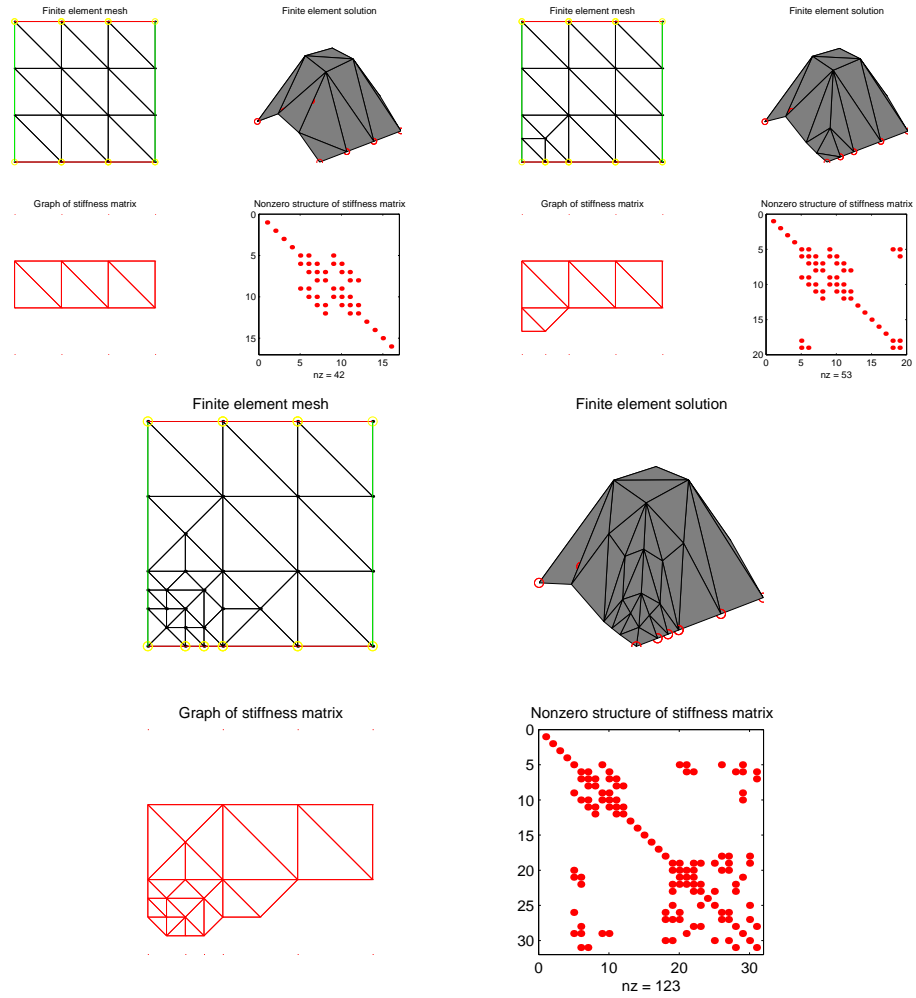 Finite element mesh
Finite element solution
Finite element mesh
Finite element solution
Graph of stiffness matrix
Nonzero structure of stiffness matrix
0
5
10
15
0
5
10
15
nz = 42
Graph of stiffness matrix
Nonzero structure of stiffness matrix
0
5
10
15
20
0
5
10
15
20
nz = 53
Finite element mesh
Finite element solution
Graph of stiffness matrix
Nonzero structure of stiffness matrix
0
5
10
15
20
25
30
0
10
20
30
nz = 123